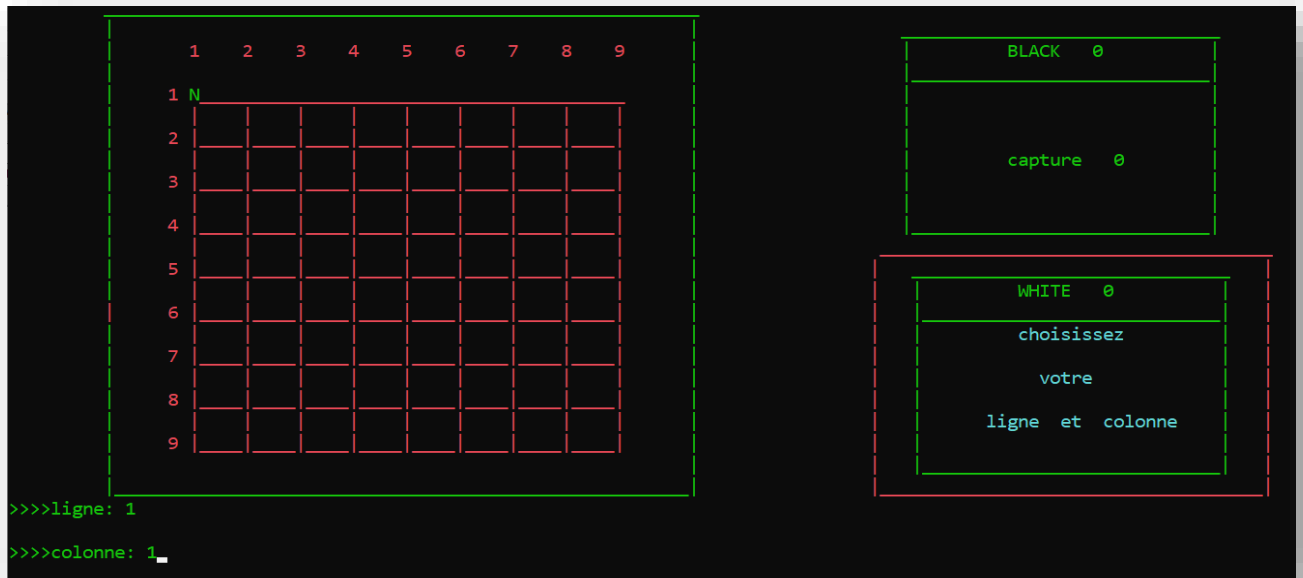 1 2 3 4 5 6 7 8 9
1 N
2
3
4
5
6
7
8
9
BLACK 0
capture 0
WHITE 0
choisissez
votre
ligne et colonne
>>>>ligne: 1
>>>>colonne: 1